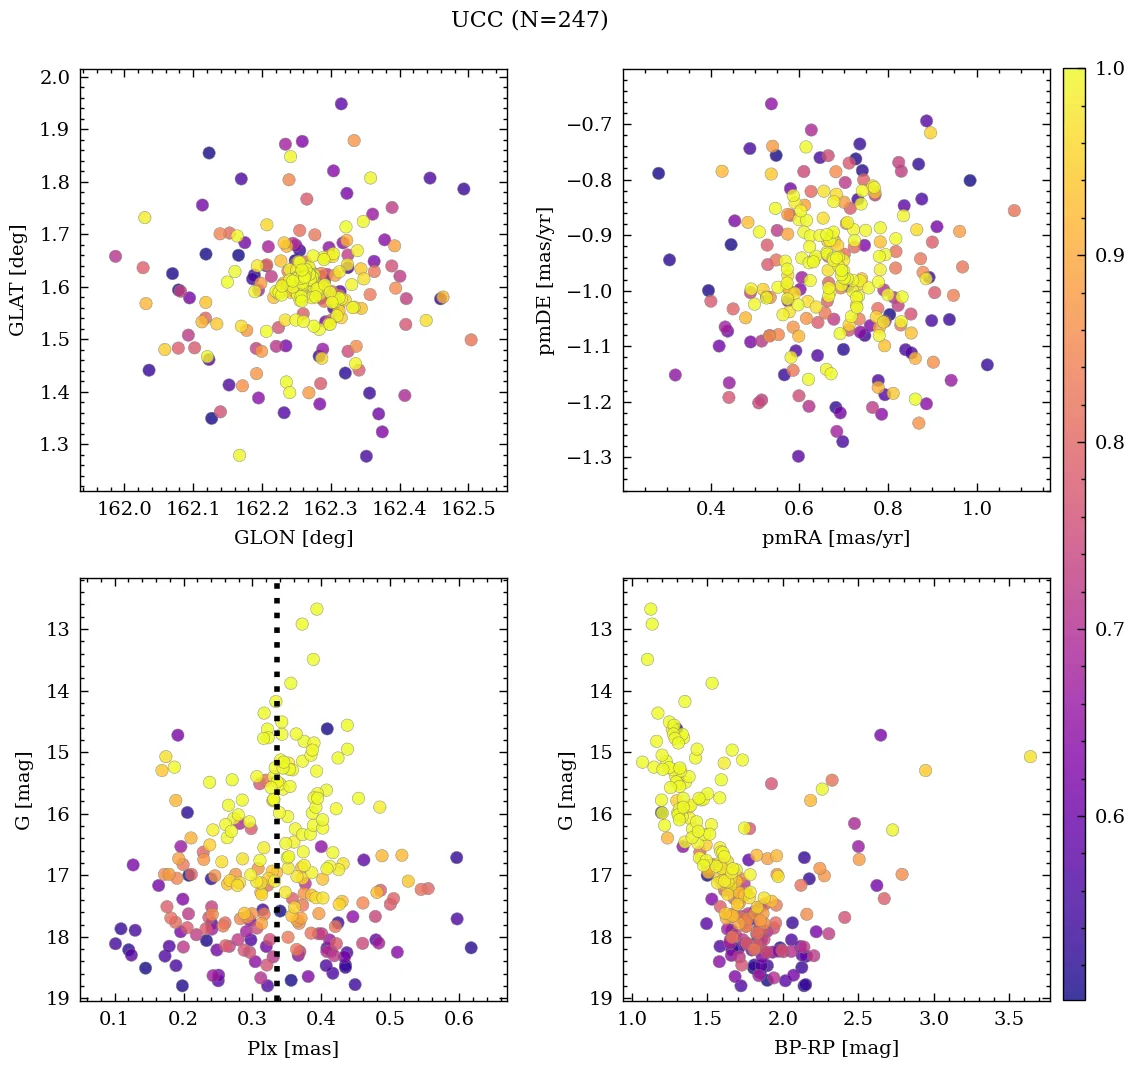 UCC (N=247)
2.0
1.9
1.8
1.7
1.6
1.5
1.4
1.3
GLAT [deg]
162.0 162.1 162.2 162.3 162.4 162.5
GLON [deg]
−0.7
−0.8
−0.9
−1.0
−1.1
−1.2
−1.3
pmDE [mas/yr]
0.4 0.6 0.8 1.0
pmRA [mas/yr]
1.0
0.9
0.8
0.7
0.6
13
14
15
16
17
18
19
G [mag]
0.1 0.2 0.3 0.4 0.5 0.6
Plx [mas]
13
14
15
16
17
18
19
G [mag]
1.0 1.5 2.0 2.5 3.0 3.5
BP-RP [mag]